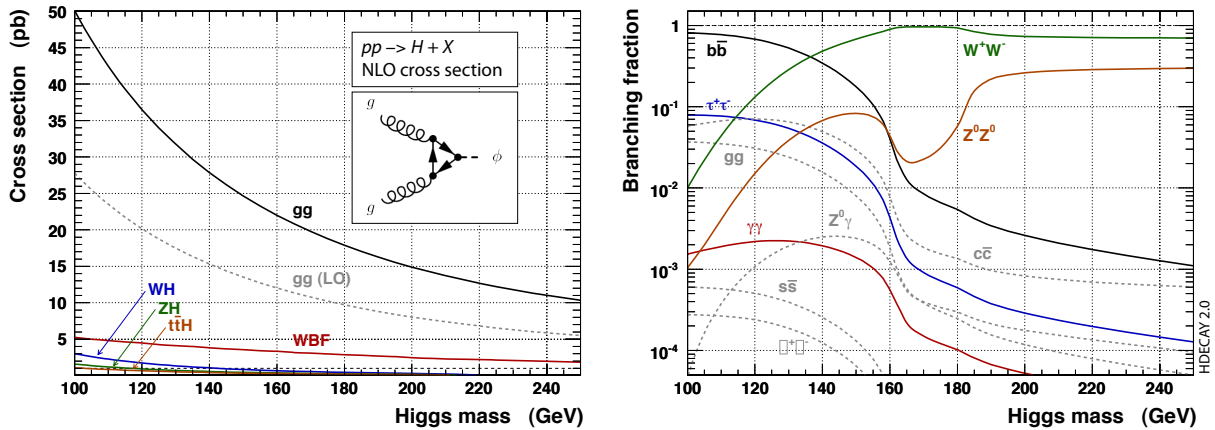 Cross section (pb)
50
45
40
35
30
25
20
15
10
5
pp –> H + X
NLO cross section
g
g
ϕ
gg
gg (LO)
WH
ZH
tt̄H
WBF
100 120 140 160 180 200 220 240
Higgs mass (GeV)
Branching fraction
1
10⁻¹
10⁻²
10⁻³
10⁻⁴
bb̄
W⁺W⁻
τ⁺τ⁻
Z⁰Z⁰
gg
γγ
Z⁰γ
cc̄
ss̄
□⁺□
100 120 140 160 180 200 220 240
Higgs mass (GeV)
HDECAY 2.0